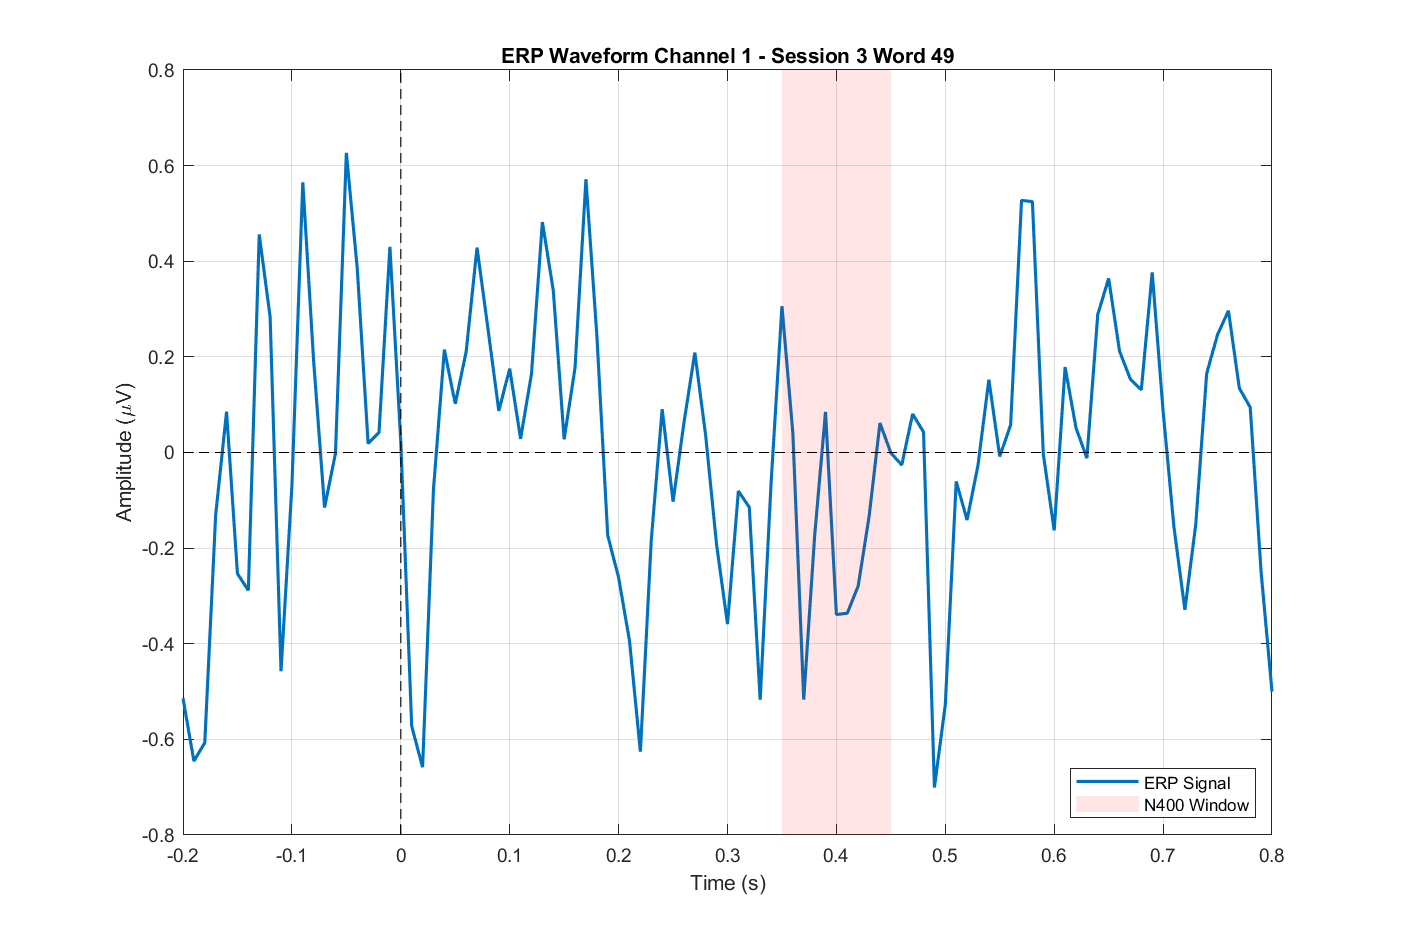 ERP Waveform Channel 1 - Session 3 Word 49
0.8
0.6
0.4
0.2
0
-0.2
-0.4
-0.6
-0.8
Amplitude (μV)
-0.2 -0.1 0 0.1 0.2 0.3 0.4 0.5 0.6 0.7 0.8
Time (s)
ERP Signal
N400 Window